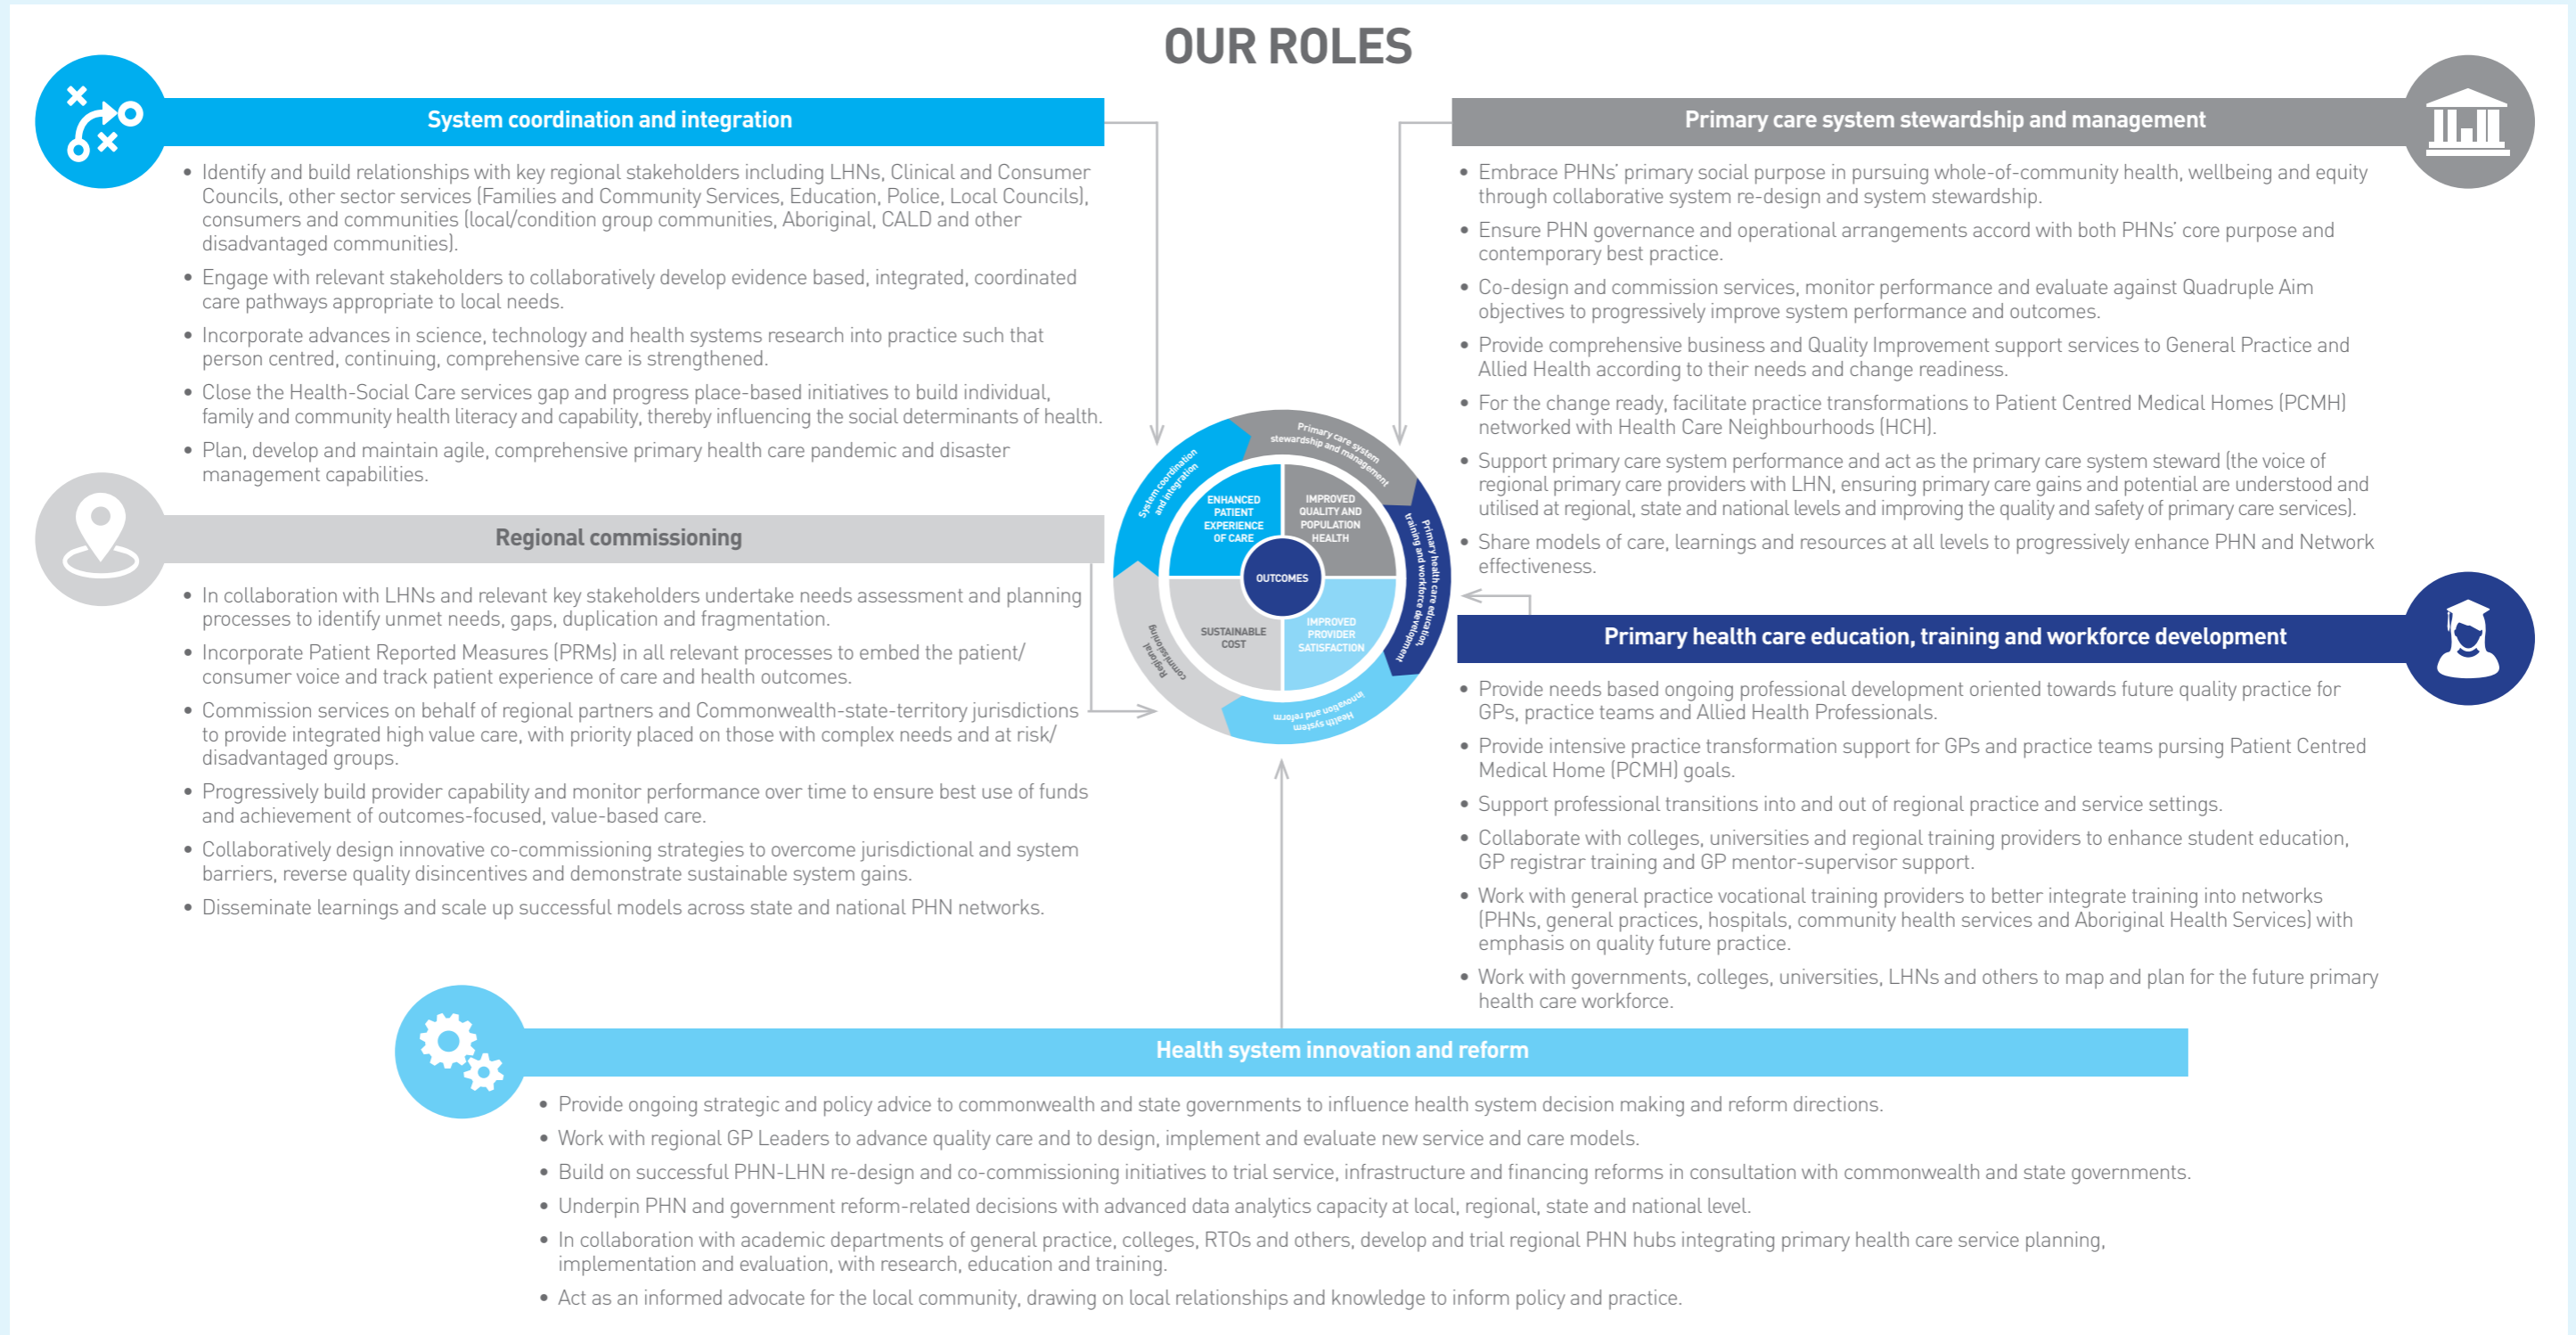 OUR ROLES
System coordination and integration
• Identify and build relationships with key regional stakeholders including LHNs, Clinical and Consumer
Councils, other sector services (Families and Community Services, Education, Police, Local Councils),
consumers and communities (local/condition group communities, Aboriginal, CALD and other
disadvantaged communities).
• Engage with relevant stakeholders to collaboratively develop evidence based, integrated, coordinated
care pathways appropriate to local needs.
• Incorporate advances in science, technology and health systems research into practice such that
person centred, continuing, comprehensive care is strengthened.
• Close the Health-Social Care services gap and progress place-based initiatives to build individual,
family and community health literacy and capability, thereby influencing the social determinants of health.
• Plan, develop and maintain agile, comprehensive primary health care pandemic and disaster
management capabilities.
Regional commissioning
• In collaboration with LHNs and relevant key stakeholders undertake needs assessment and planning
processes to identify unmet needs, gaps, duplication and fragmentation.
• Incorporate Patient Reported Measures (PRMs) in all relevant processes to embed the patient/
consumer voice and track patient experience of care and health outcomes.
• Commission services on behalf of regional partners and Commonwealth-state-territory jurisdictions
to provide integrated high value care, with priority placed on those with complex needs and at risk/
disadvantaged groups.
• Progressively build provider capability and monitor performance over time to ensure best use of funds
and achievement of outcomes-focused, value-based care.
• Collaboratively design innovative co-commissioning strategies to overcome jurisdictional and system
barriers, reverse quality disincentives and demonstrate sustainable system gains.
• Disseminate learnings and scale up successful models across state and national PHN networks.
System coordination
and integration
Primary care system
stewardship and management
Primary health care education,
training and workforce development
Health system
innovation and reform
Regional
commissioning
ENHANCED
PATIENT
EXPERIENCE
OF CARE
IMPROVED
QUALITY AND
POPULATION
HEALTH
OUTCOMES
SUSTAINABLE
COST
IMPROVED
PROVIDER
SATISFACTION
Primary care system stewardship and management
• Embrace PHNs' primary social purpose in pursuing whole-of-community health, wellbeing and equity
through collaborative system re-design and system stewardship.
• Ensure PHN governance and operational arrangements accord with both PHNs' core purpose and
contemporary best practice.
• Co-design and commission services, monitor performance and evaluate against Quadruple Aim
objectives to progressively improve system performance and outcomes.
• Provide comprehensive business and Quality Improvement support services to General Practice and
Allied Health according to their needs and change readiness.
• For the change ready, facilitate practice transformations to Patient Centred Medical Homes (PCMH)
networked with Health Care Neighbourhoods (HCH).
• Support primary care system performance and act as the primary care system steward (the voice of
regional primary care providers with LHN, ensuring primary care gains and potential are understood and
utilised at regional, state and national levels and improving the quality and safety of primary care services).
• Share models of care, learnings and resources at all levels to progressively enhance PHN and Network
effectiveness.
Primary health care education, training and workforce development
• Provide needs based ongoing professional development oriented towards future quality practice for
GPs, practice teams and Allied Health Professionals.
• Provide intensive practice transformation support for GPs and practice teams pursing Patient Centred
Medical Home (PCMH) goals.
• Support professional transitions into and out of regional practice and service settings.
• Collaborate with colleges, universities and regional training providers to enhance student education,
GP registrar training and GP mentor-supervisor support.
• Work with general practice vocational training providers to better integrate training into networks
(PHNs, general practices, hospitals, community health services and Aboriginal Health Services) with
emphasis on quality future practice.
• Work with governments, colleges, universities, LHNs and others to map and plan for the future primary
health care workforce.
Health system innovation and reform
• Provide ongoing strategic and policy advice to commonwealth and state governments to influence health system decision making and reform directions.
• Work with regional GP Leaders to advance quality care and to design, implement and evaluate new service and care models.
• Build on successful PHN-LHN re-design and co-commissioning initiatives to trial service, infrastructure and financing reforms in consultation with commonwealth and state governments.
• Underpin PHN and government reform-related decisions with advanced data analytics capacity at local, regional, state and national level.
• In collaboration with academic departments of general practice, colleges, RTOs and others, develop and trial regional PHN hubs integrating primary health care service planning,
implementation and evaluation, with research, education and training.
• Act as an informed advocate for the local community, drawing on local relationships and knowledge to inform policy and practice.